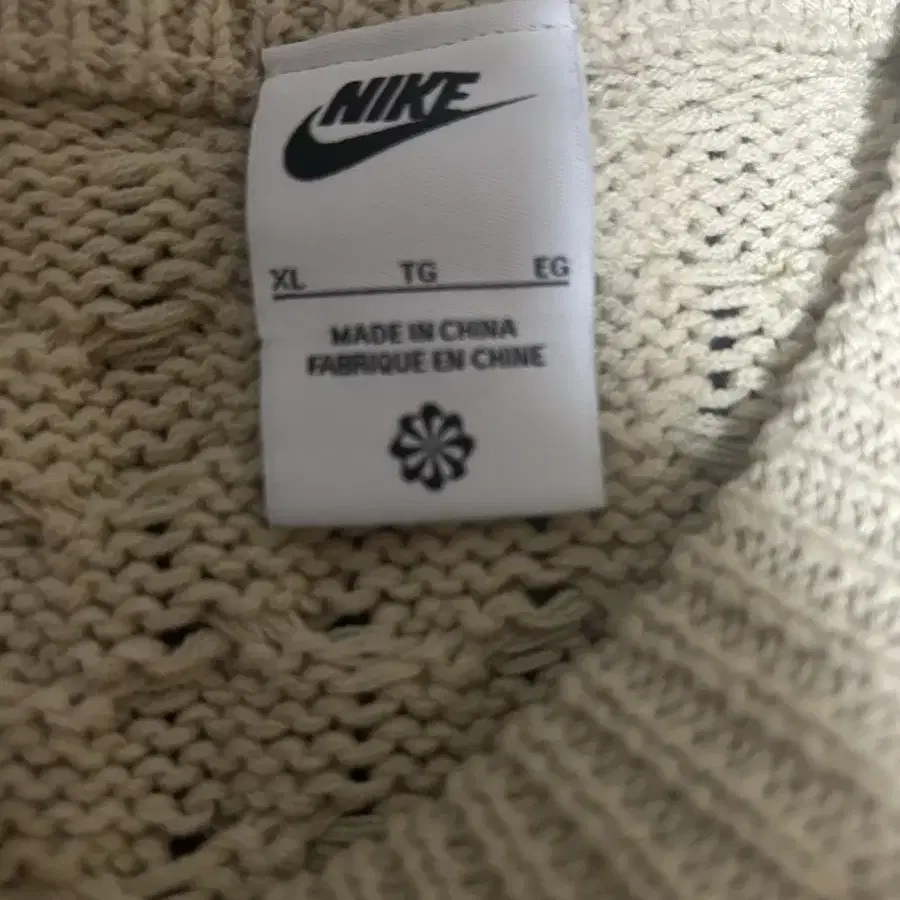 NIKE
XL TG EG
MADE IN CHINA
FABRIQUE EN CHINE